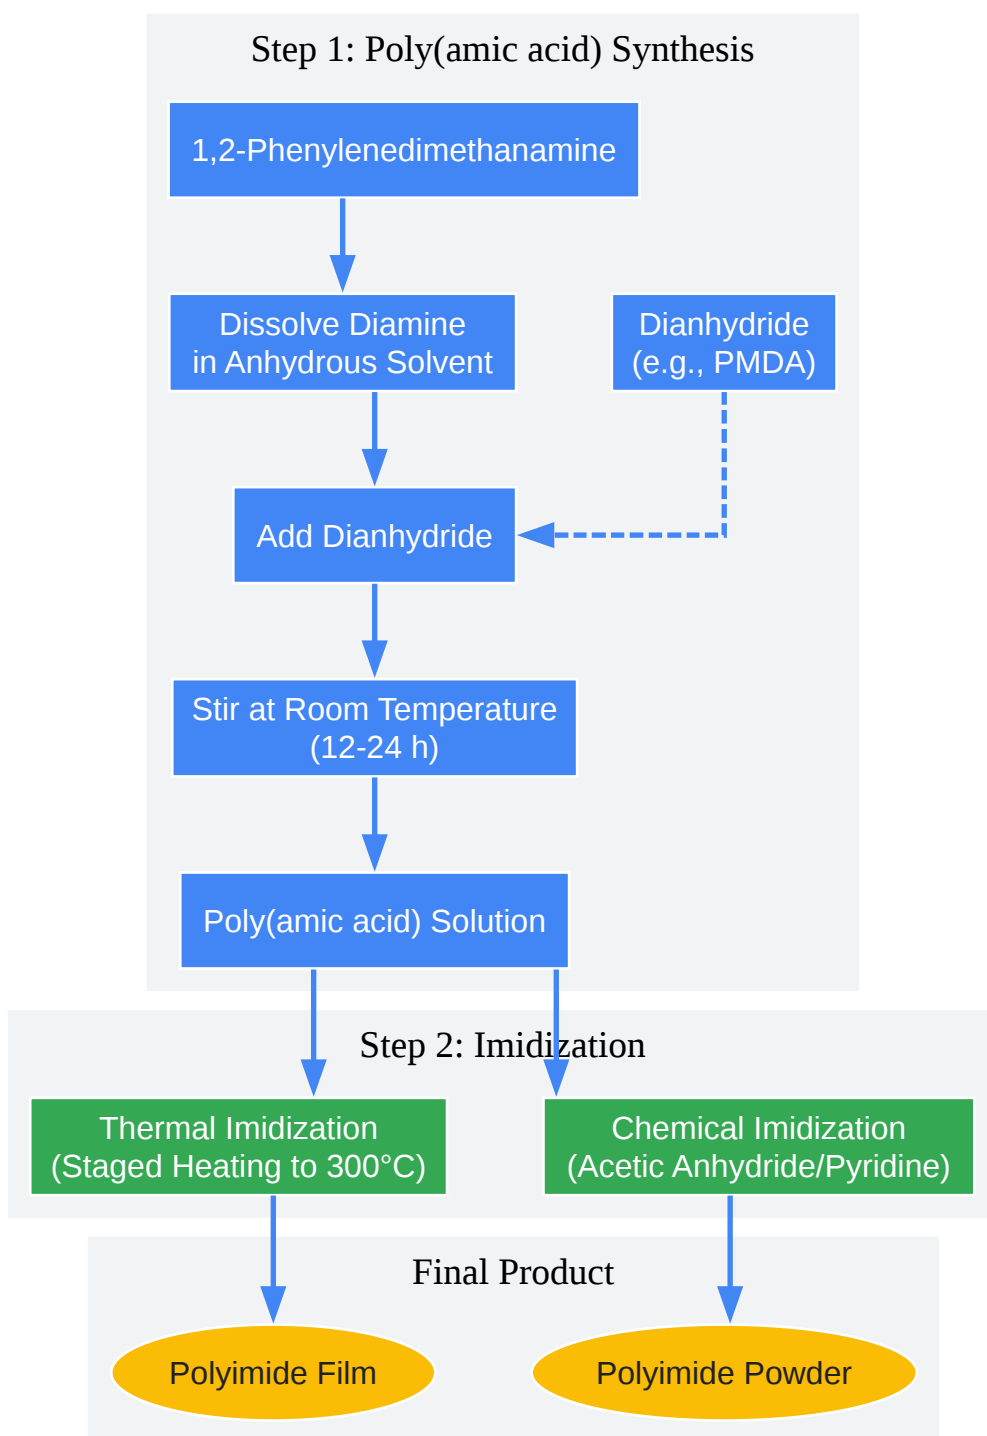 Step 1: Poly(amic acid) Synthesis
1,2-Phenylenedimethanamine
Dissolve Diamine
in Anhydrous Solvent
Dianhydride
(e.g., PMDA)
Add Dianhydride
Stir at Room Temperature
(12-24 h)
Poly(amic acid) Solution
Step 2: Imidization
Thermal Imidization
(Staged Heating to 300°C)
Chemical Imidization
(Acetic Anhydride/Pyridine)
Final Product
Polyimide Film
Polyimide Powder